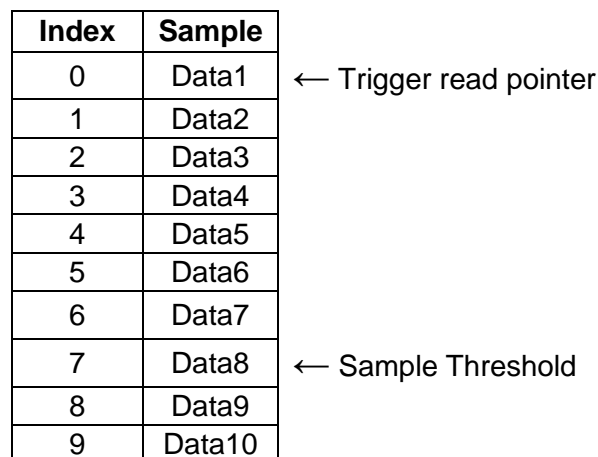 Index Sample
0 Data1 ← Trigger read pointer
1 Data2
2 Data3
3 Data4
4 Data5
5 Data6
6 Data7
7 Data8 ← Sample Threshold
8 Data9
9 Data10